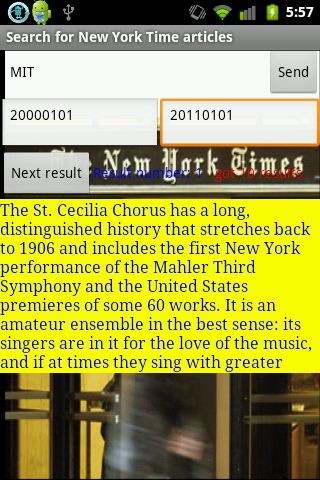 5:57
Search for New York Time articles
MIT
Send
20000101
20110101
The New York Times
Next result
Result number: 1
got 10 results
The St. Cecilia Chorus has a long,
distinguished history that stretches back
to 1906 and includes the first New York
performance of the Mahler Third
Symphony and the United States
premieres of some 60 works. It is an
amateur ensemble in the best sense: its
singers are in it for the love of the music,
and if at times they sing with greater